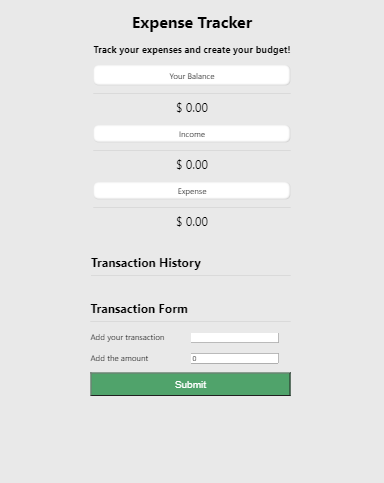 Expense Tracker
Track your expenses and create your budget!
Your Balance
$ 0.00
Income
$ 0.00
Expense
$ 0.00
Transaction History
Transaction Form
Add your transaction
Add the amount 0
Submit